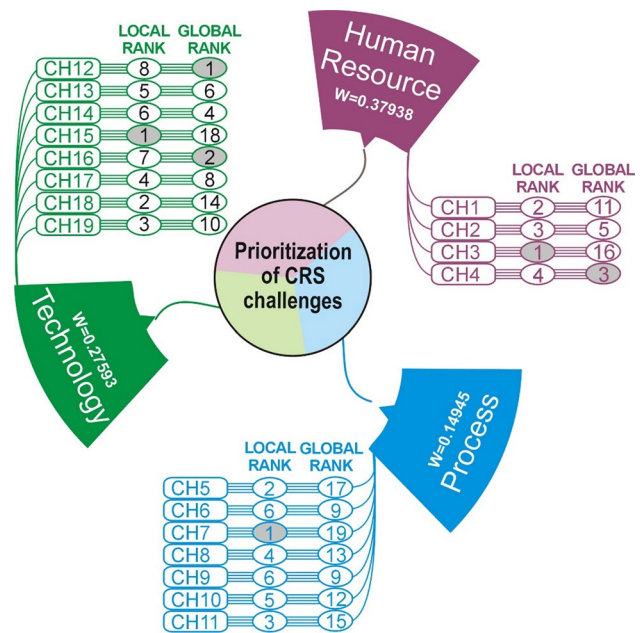 LOCAL RANK GLOBAL RANK
CH12 8 1
CH13 5 6
CH14 6 4
CH15 1 18
CH16 7 2
CH17 4 8
CH18 2 14
CH19 3 10
Human
Resource
W=0.37938
LOCAL RANK GLOBAL RANK
CH1 2 11
CH2 3 5
CH3 1 16
CH4 4 3
Prioritization
of CRS
challenges
Technology
W=0.27593
Process
W=0.14945
LOCAL RANK GLOBAL RANK
CH5 2 17
CH6 6 9
CH7 1 19
CH8 4 13
CH9 6 9
CH10 5 12
CH11 3 15